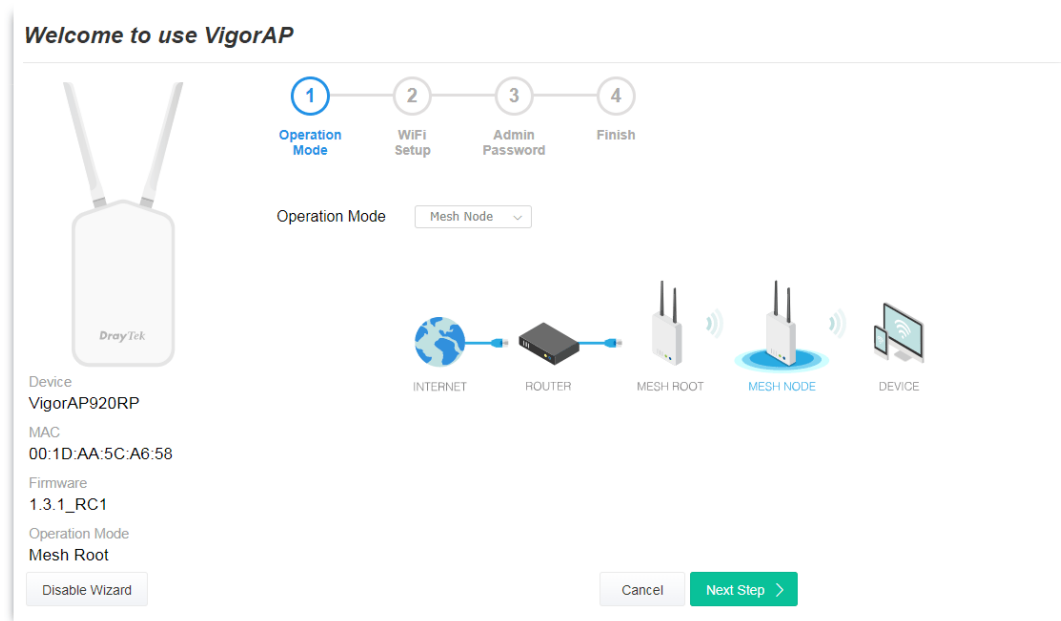 Welcome to use VigorAP
1 2 3 4
Operation Mode
WiFi Setup
Admin Password
Finish
Operation Mode Mesh Node
DrayTek
INTERNET ROUTER MESH ROOT MESH NODE DEVICE
Device
VigorAP920RP
MAC
00:1D:AA:5C:A6:58
Firmware
1.3.1_RC1
Operation Mode
Mesh Root
Disable Wizard Cancel Next Step